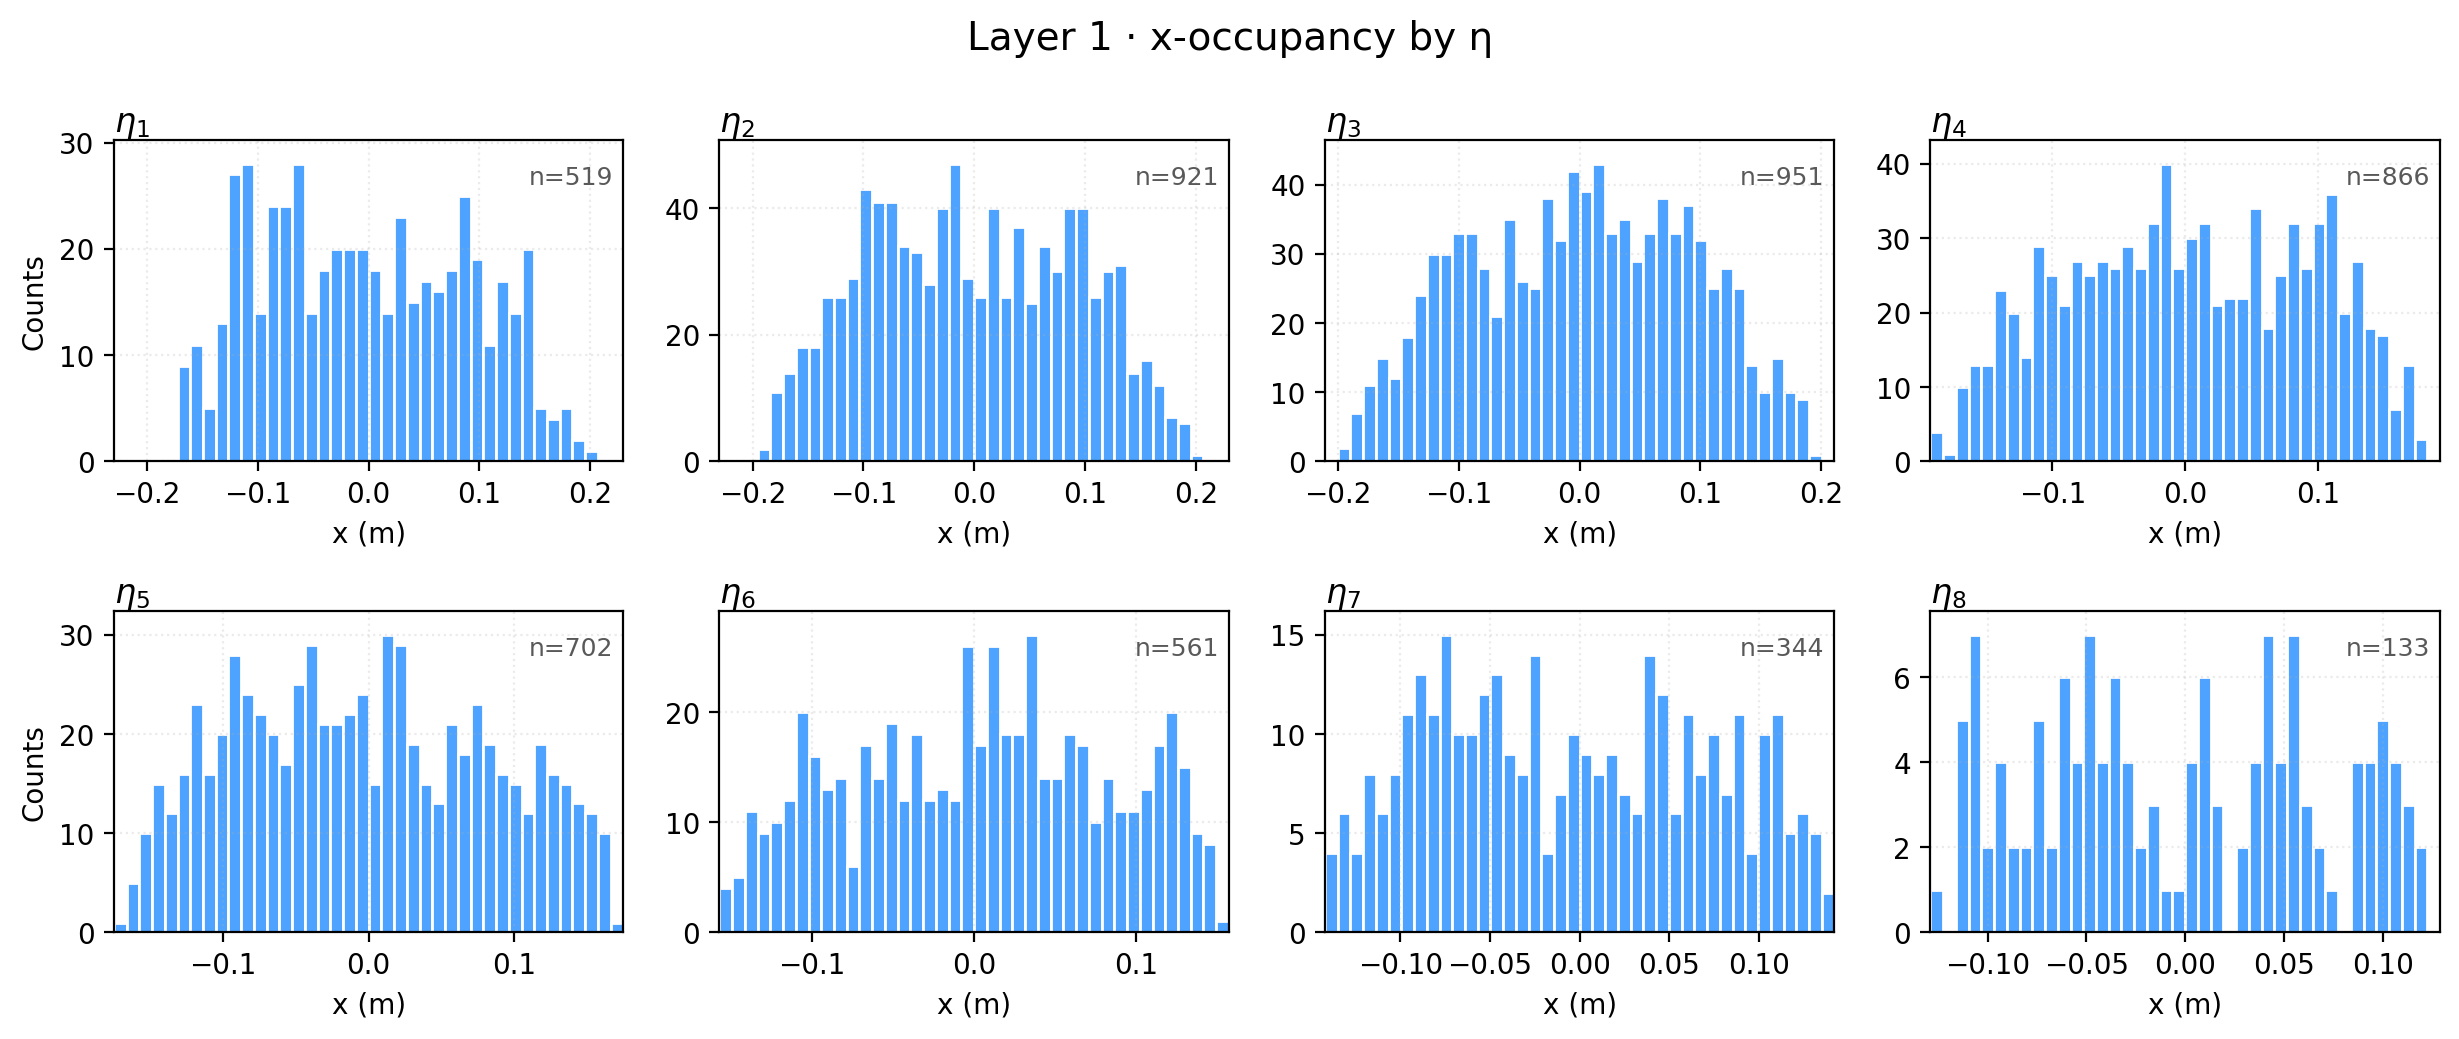 Layer 1 · x-occupancy by η
η₁
η₂
η₃
η₄
n=519
n=921
n=951
n=866
Counts
30
20
10
0
40
20
0
40
30
20
10
0
40
30
20
10
0
−0.2 −0.1 0.0 0.1 0.2
−0.2 −0.1 0.0 0.1 0.2
−0.2 −0.1 0.0 0.1 0.2
−0.1 0.0 0.1
x (m)
x (m)
x (m)
x (m)
η₅
η₆
η₇
η₈
n=702
n=561
n=344
n=133
Counts
30
20
10
0
20
10
0
15
10
5
0
6
4
2
0
−0.1 0.0 0.1
−0.1 0.0 0.1
−0.10 −0.05 0.00 0.05 0.10
−0.10 −0.05 0.00 0.05 0.10
x (m)
x (m)
x (m)
x (m)